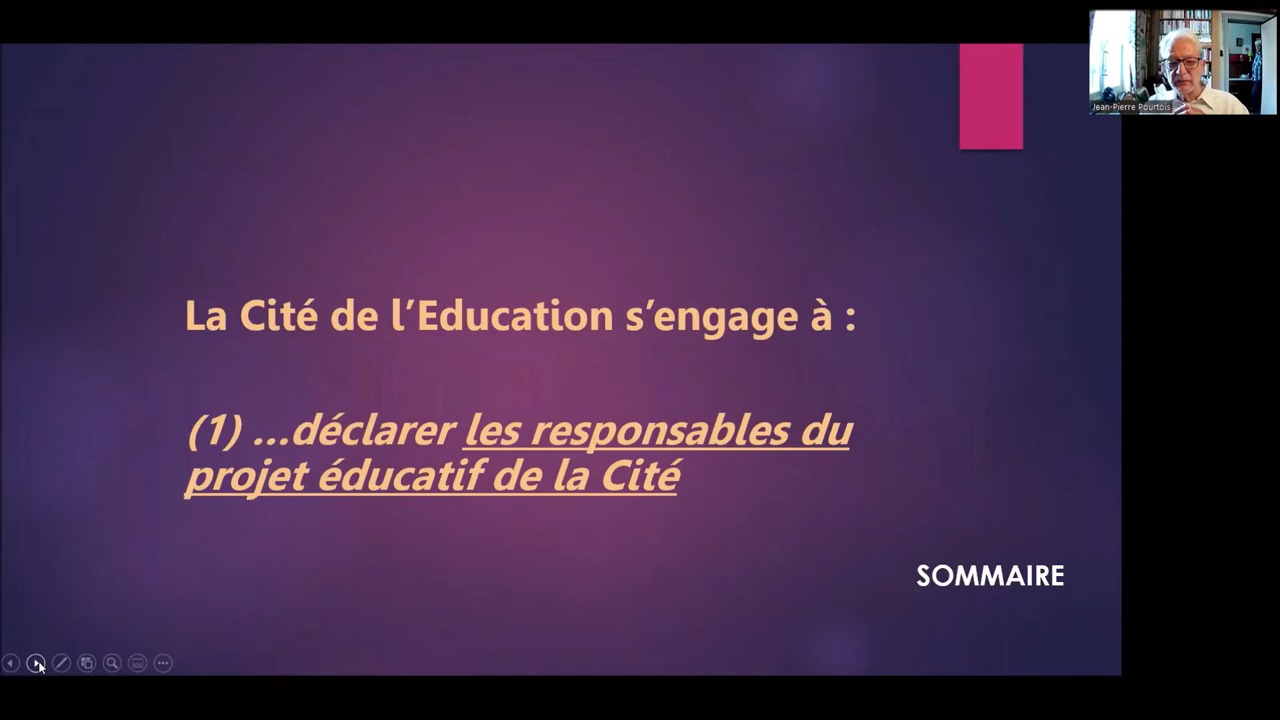 Jean-Pierre Pourtois
La Cité de l’Education s’engage à :
(1) …déclarer les responsables du
projet éducatif de la Cité
SOMMAIRE